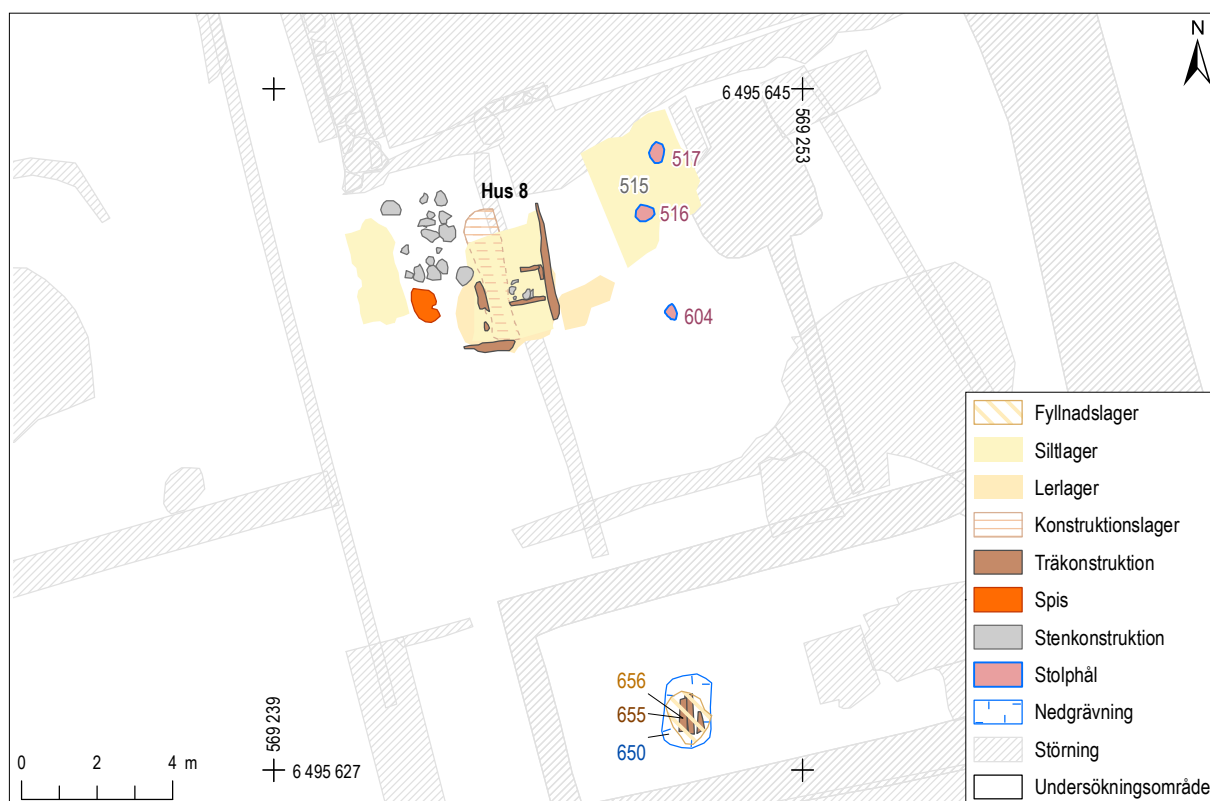 N
6 495 645
569 253
517
515
Hus 8
516
604
Fyllnadslager
Siltlager
Lerlager
Konstruktionslager
Träkonstruktion
Spis
Stenkonstruktion
Stolphål
Nedgrävning
Störning
Undersökningsområde
656
655
650
569 239
6 495 627
0 2 4 m